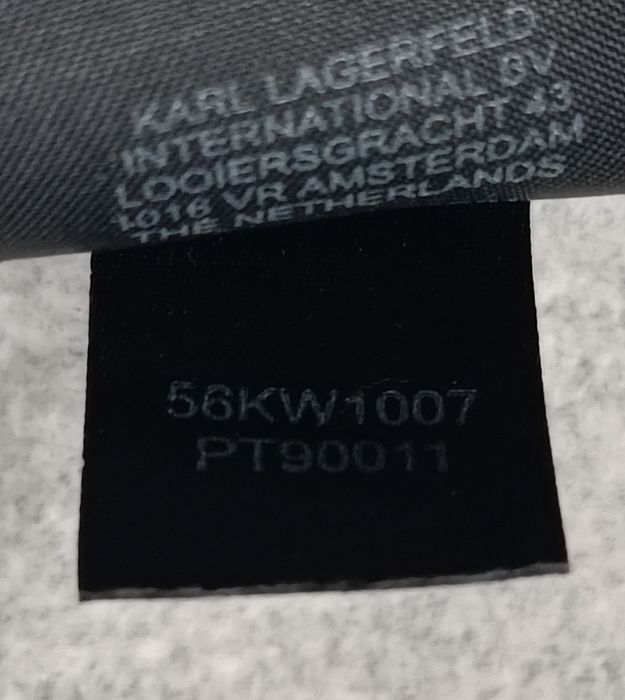 KARL LAGERFELD
INTERNATIONAL BV
LOOIERSGRACHT 43
1016 VR AMSTERDAM
THE NETHERLANDS
56KW1007
PT90011